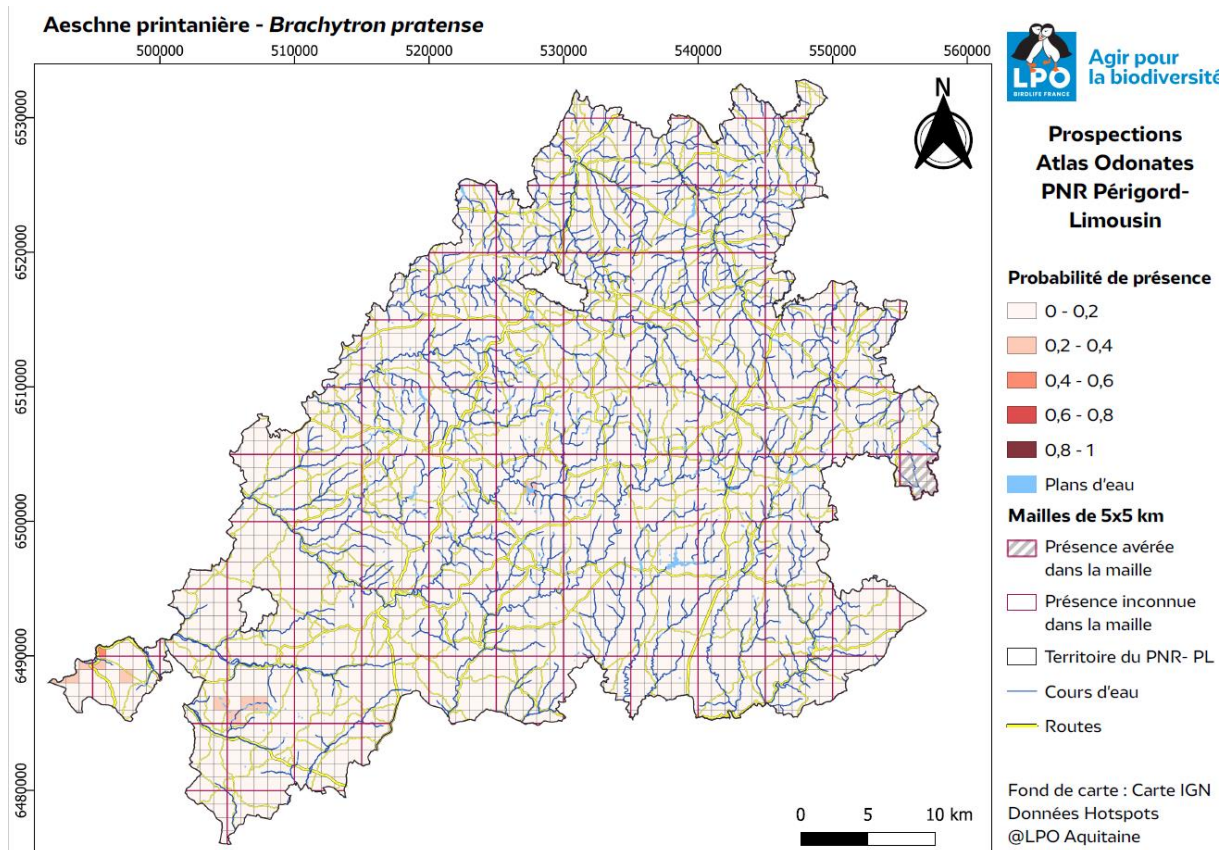 Aeschne printanière - Brachytron pratense
500000 510000 520000 530000 540000 550000 560000
6530000
6520000
6510000
6500000
6490000
6480000
N
0 5 10 km
LPO
BIRDLIFE FRANCE
Agir pour
la biodiversité
Prospections
Atlas Odonates
PNR Périgord-
Limousin
Probabilité de présence
0 - 0,2
0,2 - 0,4
0,4 - 0,6
0,6 - 0,8
0,8 - 1
Plans d'eau
Mailles de 5x5 km
Présence avérée
dans la maille
Présence inconnue
dans la maille
Territoire du PNR- PL
Cours d'eau
Routes
Fond de carte : Carte IGN
Données Hotspots
@LPO Aquitaine